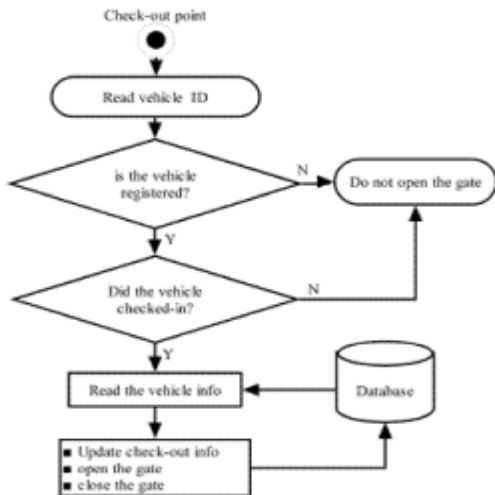 Check-out point
Read vehicle ID
is the vehicle
registered?
N
Do not open the gate
Y
Did the vehicle
checked-in?
N
Y
Read the vehicle info
Database
■ Update check-out info
■ open the gate
■ close the gate